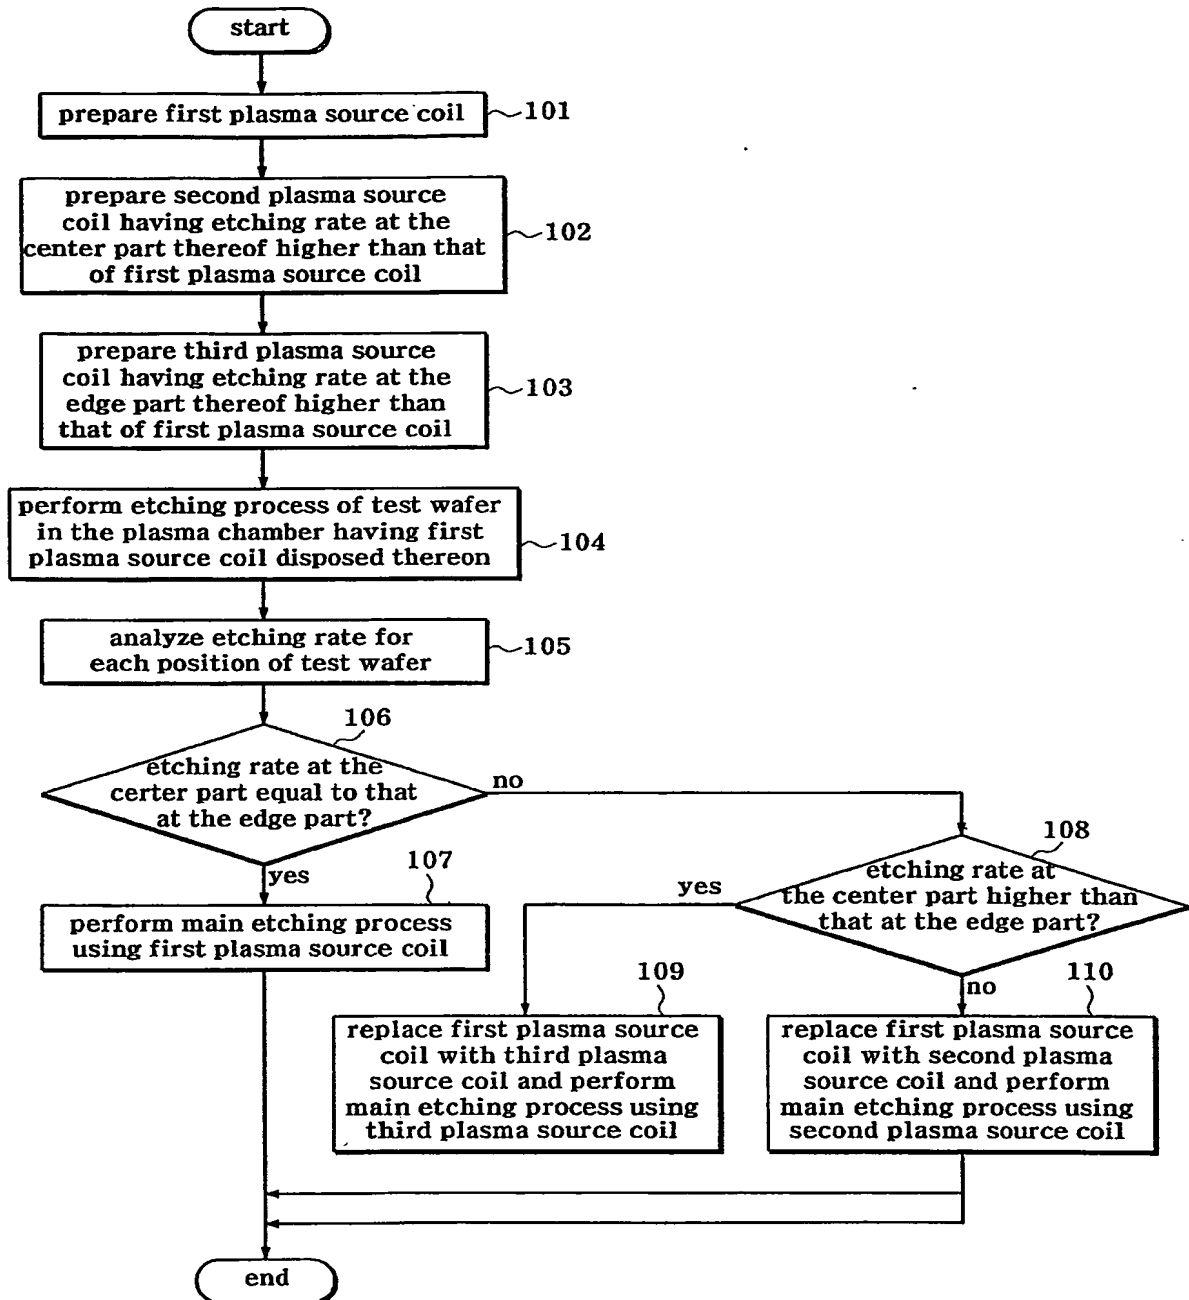 start
prepare first plasma source coil
101
prepare second plasma source
coil having etching rate at the
center part thereof higher than that
of first plasma source coil
102
prepare third plasma source
coil having etching rate at the
edge part thereof higher than
that of first plasma source coil
103
perform etching process of test wafer
in the plasma chamber having first
plasma source coil disposed thereon
104
analyze etching rate for
each position of test wafer
105
106
etching rate at the
certer part equal to that
at the edge part?
no
yes
107
perform main etching process
using first plasma source coil
108
etching rate at
the center part higher than
that at the edge part?
yes
no
109
replace first plasma source
coil with third plasma
source coil and perform
main etching process using
third plasma source coil
110
replace first plasma source
coil with second plasma
source coil and perform
main etching process using
second plasma source coil
end